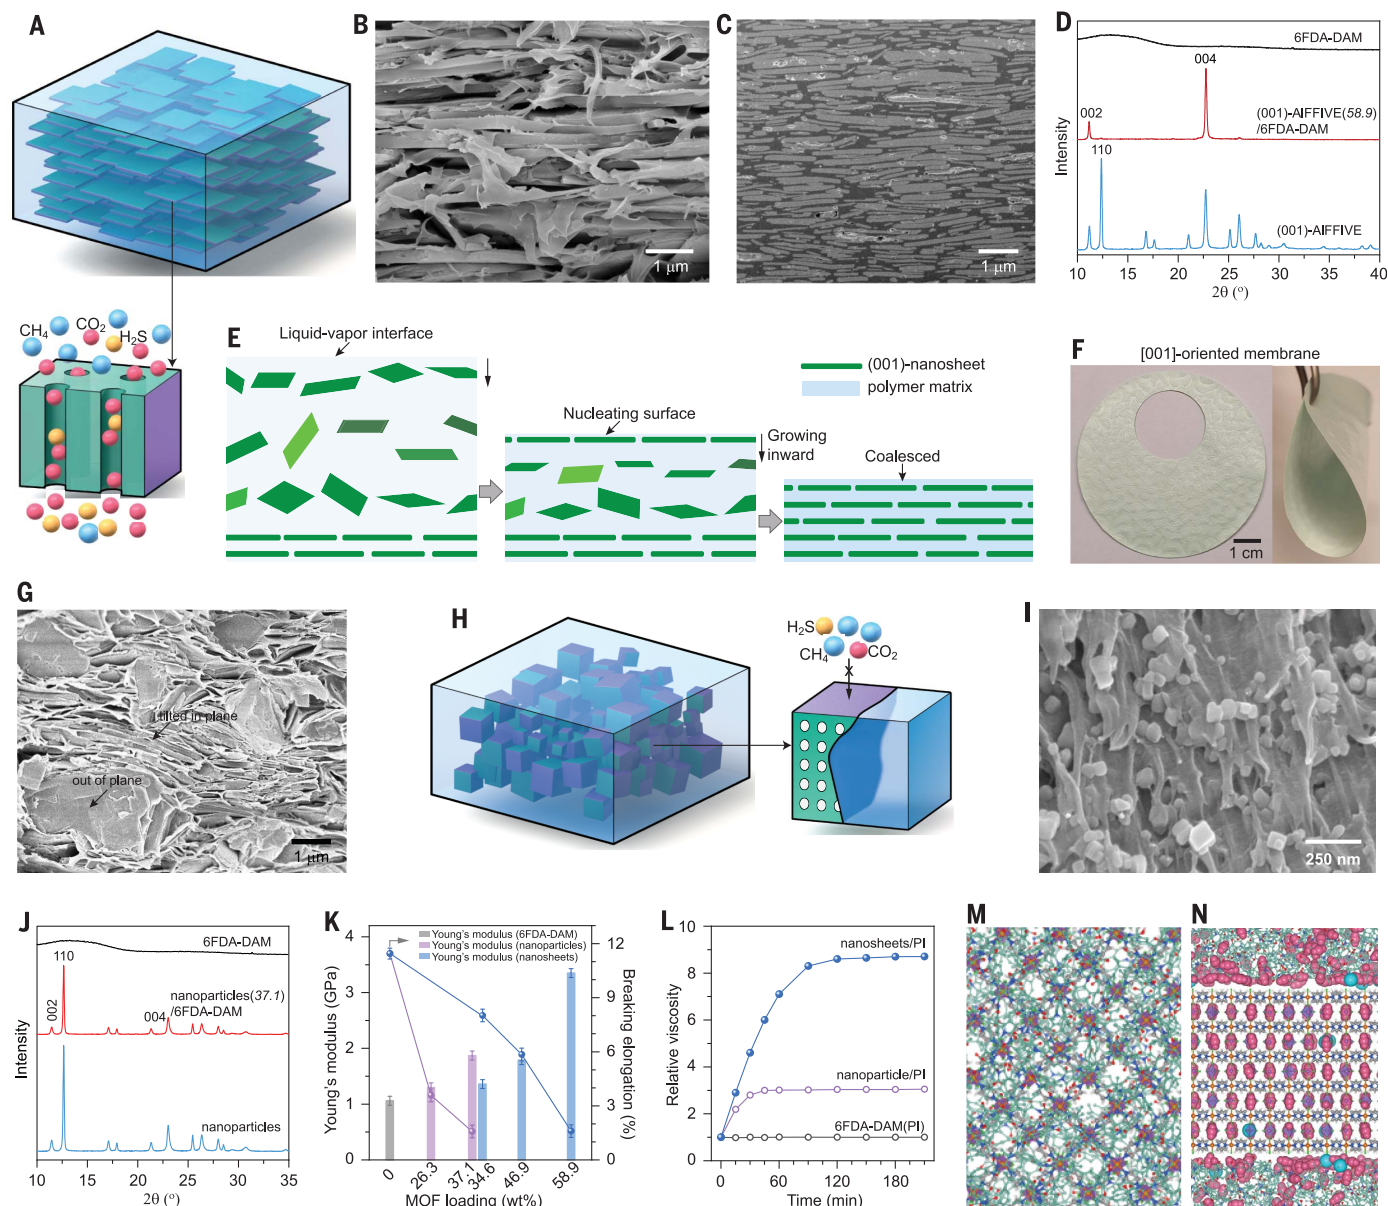 A
CH4
CO2
H2S
B
1 μm
C
1 μm
D
6FDA-DAM
004
002
(001)-AlFFIVE(58.9)
/6FDA-DAM
110
(001)-AlFFIVE
Intensity
10 15 20 25 30 35 40
2θ (°)
E
Liquid-vapor interface
(001)-nanosheet
polymer matrix
Nucleating surface
Growing
inward
Coalesced
F
[001]-oriented membrane
1 cm
G
tilted in plane
out of plane
1 μm
H
H2S
CH4
CO2
x
I
250 nm
J
6FDA-DAM
110
002
nanoparticles(37.1)
/6FDA-DAM
004
nanoparticles
Intensity
10 15 20 25 30 35
2θ (°)
K
Young's modulus (6FDA-DAM)
Young's modulus (nanoparticles)
Young's modulus (nanosheets)
Young's modulus (GPa)
4
3
2
1
0
12
9
6
3
0
Breaking elongation (%)
0 26.3 37.1 34.6 46.9 58.9
MOF loading (wt%)
L
10
8
6
4
2
0
Relative viscosity
nanosheets/PI
nanoparticle/PI
6FDA-DAM(PI)
0 60 120 180
Time (min)
M
N